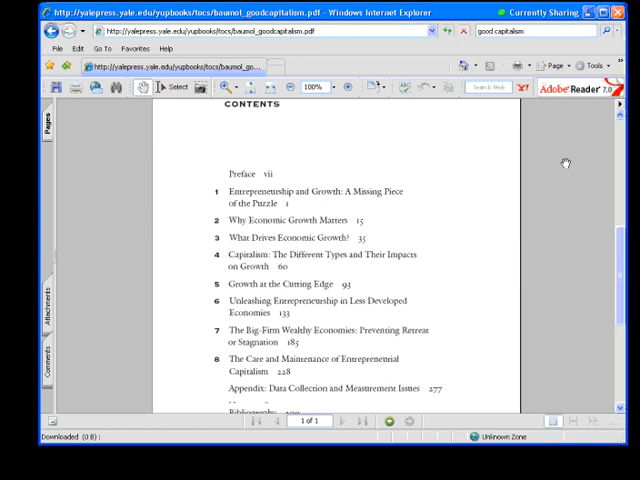 http://yalepress.yale.edu/yupbooks/tocs/baumol_goodcapitalism.pdf - Windows Internet Explorer
Currently Sharing
http://yalepress.yale.edu/yupbooks/tocs/baumol_goodcapitalism.pdf
good capitalism
File Edit Go To Favorites Help
http://yalepress.yale.edu/yupbooks/tocs/baumol_go...
Page Tools
Select
100%
Search Web
Y!
Adobe Reader 7.0
Pages
Attachments
Comments
CONTENTS
Preface vii
1 Entrepreneurship and Growth: A Missing Piece
of the Puzzle 1
2 Why Economic Growth Matters 15
3 What Drives Economic Growth? 35
4 Capitalism: The Different Types and Their Impacts
on Growth 60
5 Growth at the Cutting Edge 93
6 Unleashing Entrepreneurship in Less Developed
Economies 133
7 The Big-Firm Wealthy Economies: Preventing Retreat
or Stagnation 185
8 The Care and Maintenance of Entrepreneurial
Capitalism 228
Appendix: Data Collection and Measurement Issues 277
Bibliography
1 of 1
Downloaded (0 B) :
Unknown Zone